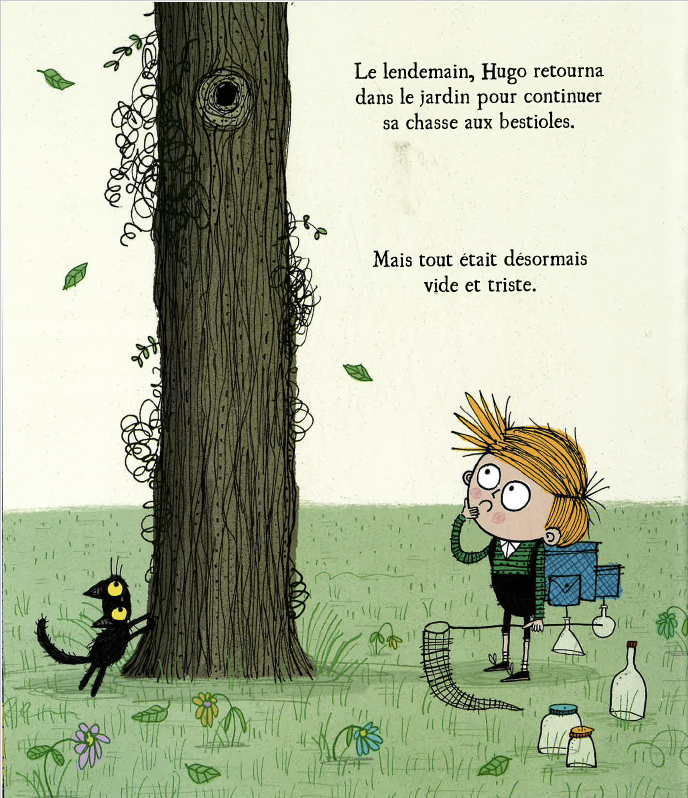 Le lendemain, Hugo retourna
dans le jardin pour continuer
sa chasse aux bestioles.
Mais tout était désormais
vide et triste.